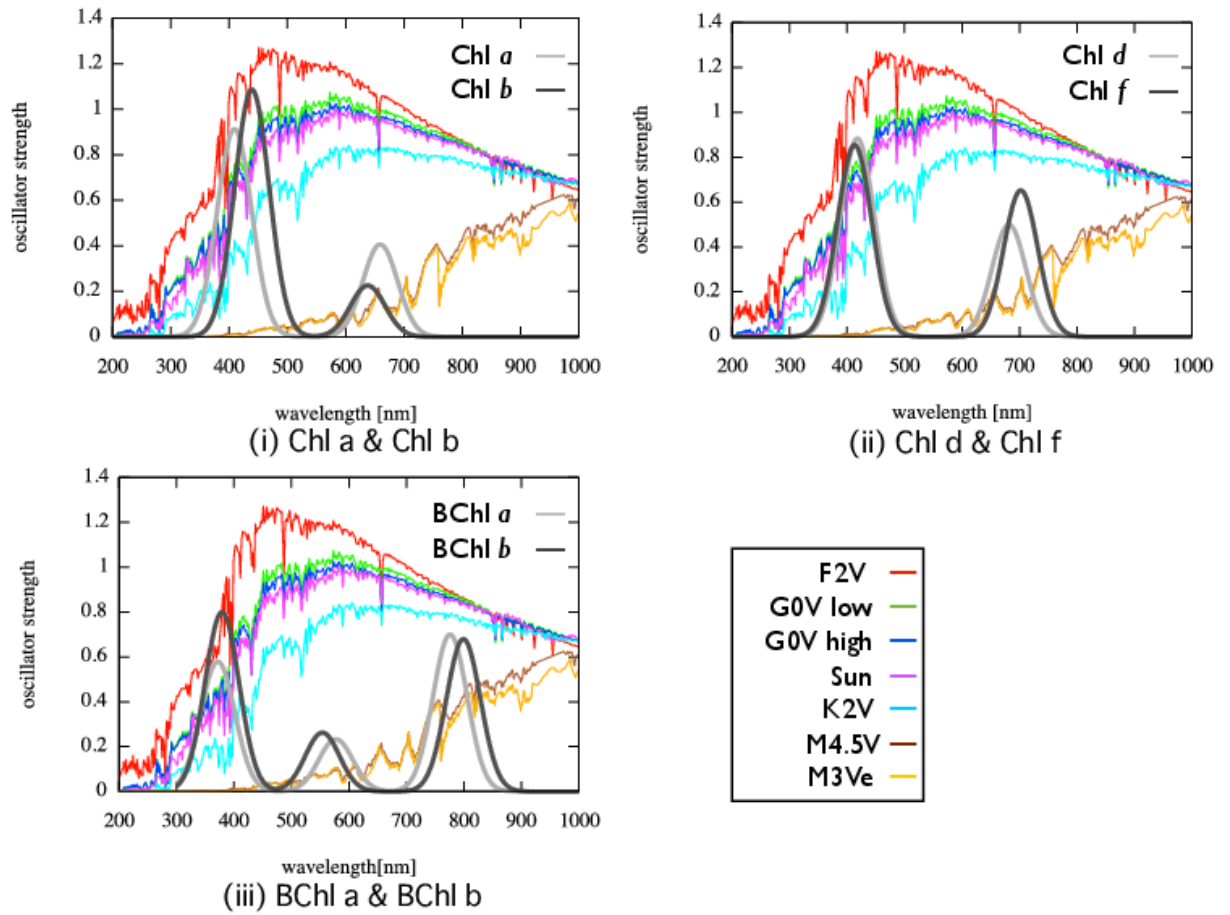 1.4
1.2
1
0.8
0.6
0.4
0.2
0
oscillator strength
Chl a
Chl b
200 300 400 500 600 700 800 900 1000
wavelength [nm]
(i) Chl a & Chl b
1.4
1.2
1
0.8
0.6
0.4
0.2
0
oscillator strength
Chl d
Chl f
200 300 400 500 600 700 800 900 1000
wavelength [nm]
(ii) Chl d & Chl f
1.4
1.2
1
0.8
0.6
0.4
0.2
0
oscillator strength
BChl a
BChl b
200 300 400 500 600 700 800 900 1000
wavelength[nm]
(iii) BChl a & BChl b
F2V
G0V low
G0V high
Sun
K2V
M4.5V
M3Ve